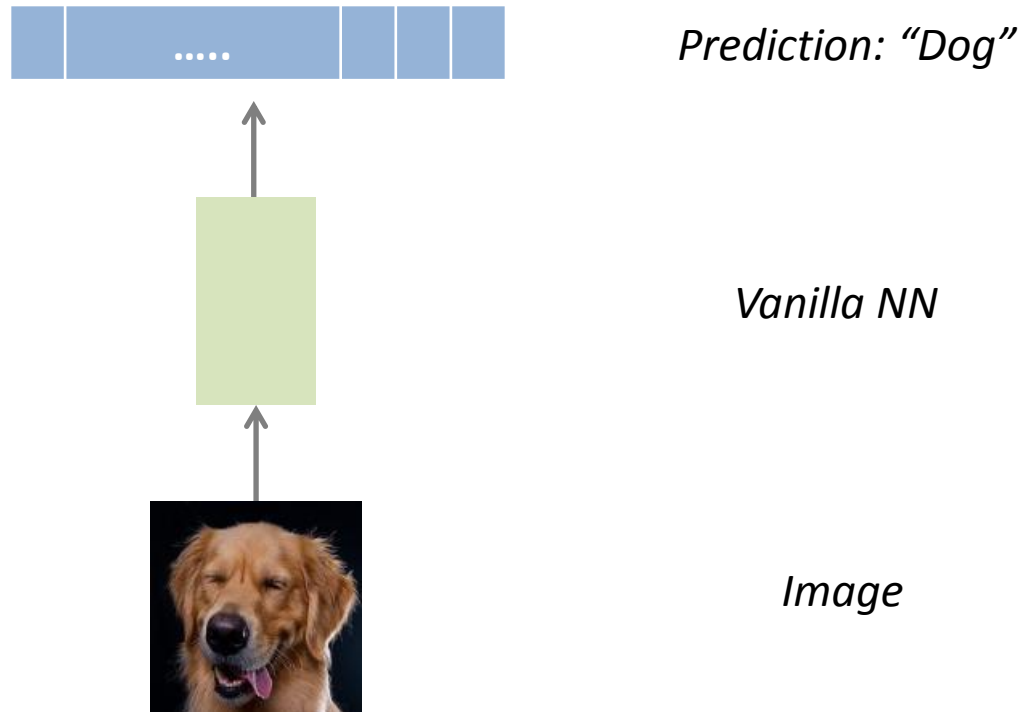 .....
Prediction: “Dog”
Vanilla NN
Image